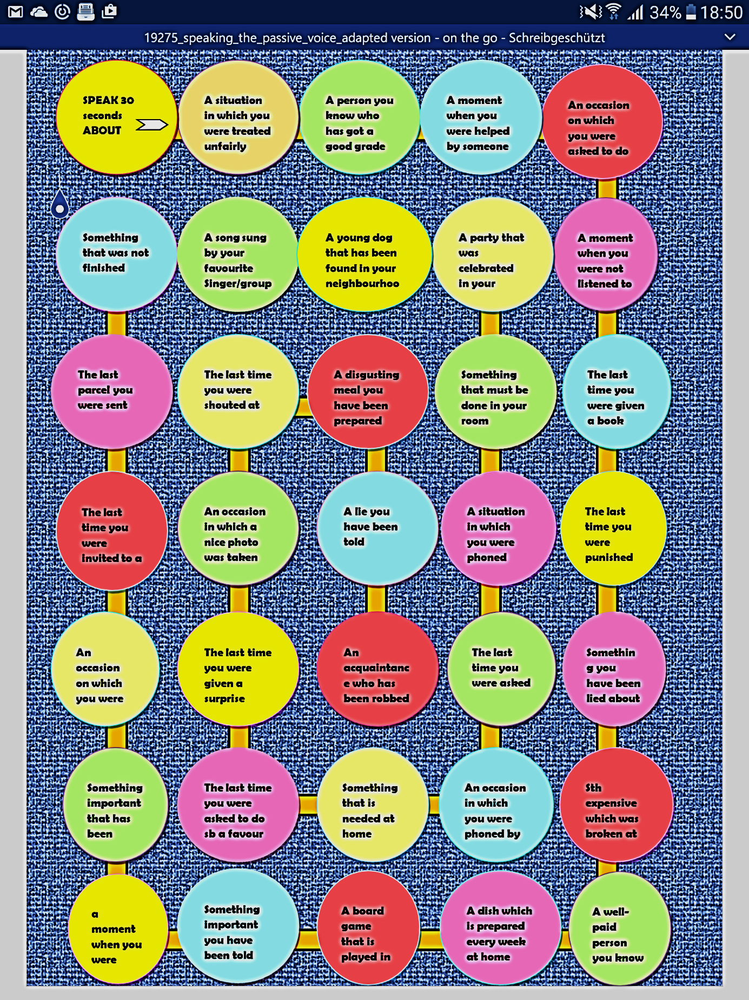 34% 18:50
19275_speaking_the_passive_voice_adapted version - on the go - Schreibgeschützt
SPEAK 30
seconds
ABOUT
A situation
in which you
were treated
unfairly
A person you
know who
has got a
good grade
A moment
when you
were helped
by someone
An occasion
on which
you were
asked to do
Something
that was not
finished
A song sung
by your
favourite
Singer/group
A young dog
that has been
found in your
neighbourhoo
A party that
was
celebrated
in your
A moment
when you
were not
listened to
The last
parcel you
were sent
The last time
you were
shouted at
A disgusting
meal you
have been
prepared
Something
that must be
done in your
room
The last
time you
were given
a book
The last
time you
were
invited to a
An occasion
in which a
nice photo
was taken
A lie you
have been
told
A situation
in which
you were
phoned
The last
time you
were
punished
An
occasion
on which
you were
The last time
you were
given a
surprise
An
acquaintanc
e who has
been robbed
The last
time you
were asked
Somethin
g you
have been
lied about
Something
important
that has
been
The last time
you were
asked to do
sb a favour
Something
that is
needed at
home
An occasion
in which
you were
phoned by
Sth
expensive
which was
broken at
a
moment
when you
were
Something
important
you have
been told
A board
game
that is
played in
A dish which
is prepared
every week
at home
A well-
paid
person
you know